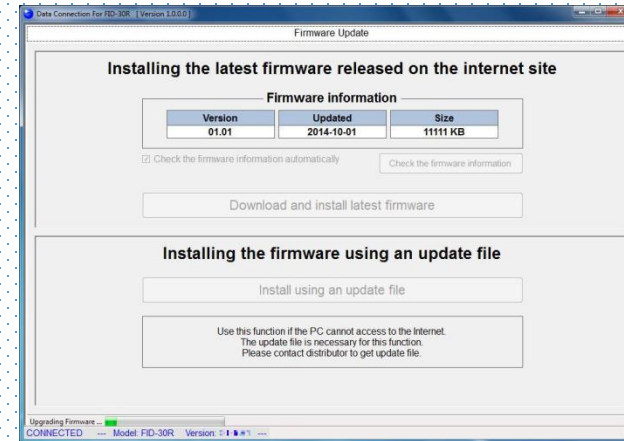 Data Connection For FID-30R [Version 1.0.0.0]
Firmware Update
Installing the latest firmware released on the internet site
Firmware information
Version Updated Size
01.01 2014-10-01 11111 KB
Check the firmware information automatically Check the firmware information
Download and install latest firmware
Installing the firmware using an update file
Install using an update file
Use this function if the PC cannot access to the Internet.
The update file is necessary for this function.
Please contact distributor to get update file.
Upgrading Firmware ...
CONNECTED --- Model: FID-30R Version: ---